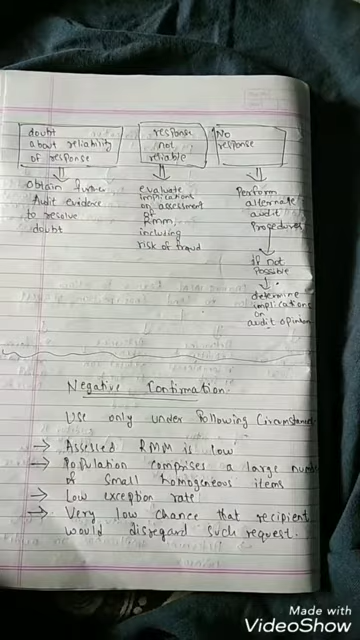 doubt
about reliability
of response
response
not
reliable
No
response
obtain further
Audit evidence
to resolve
doubt
evaluate
implications
on assessment
of
RMM,
including
risk of fraud
Perform
alternate
audit
Procedures
If not
Possible
determine
implications
on
audit opinion
Negative Confirmation.
Use only under following Circumstances
→ Assessed RMM is low
→ Population comprises a large num
of small homogeneous items
→ Low exception rate
→ Very low chance that recipient
would disregard such request.
Made with
VideoShow